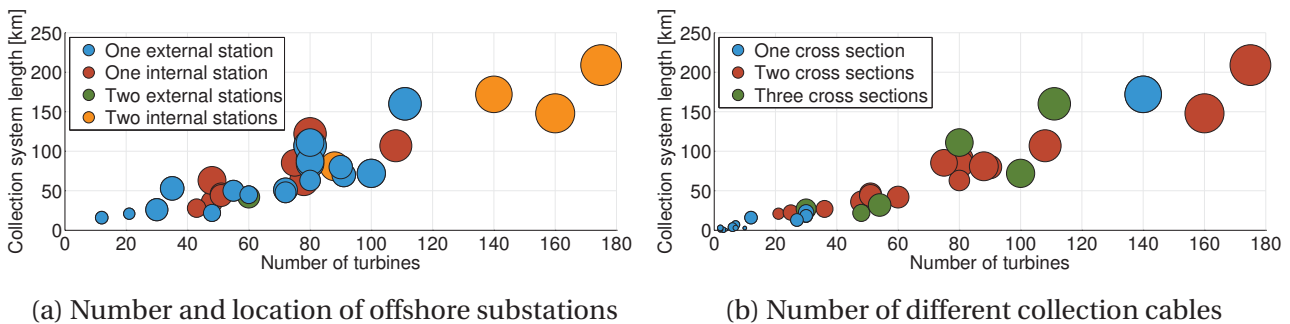 Collection system length [km]
250
200
150
100
50
0
One external station
One internal station
Two external stations
Two internal stations
0 20 40 60 80 100 120 140 160 180
Number of turbines
(a) Number and location of offshore substations
Collection system length [km]
250
200
150
100
50
0
One cross section
Two cross sections
Three cross sections
0 20 40 60 80 100 120 140 160 180
Number of turbines
(b) Number of different collection cables